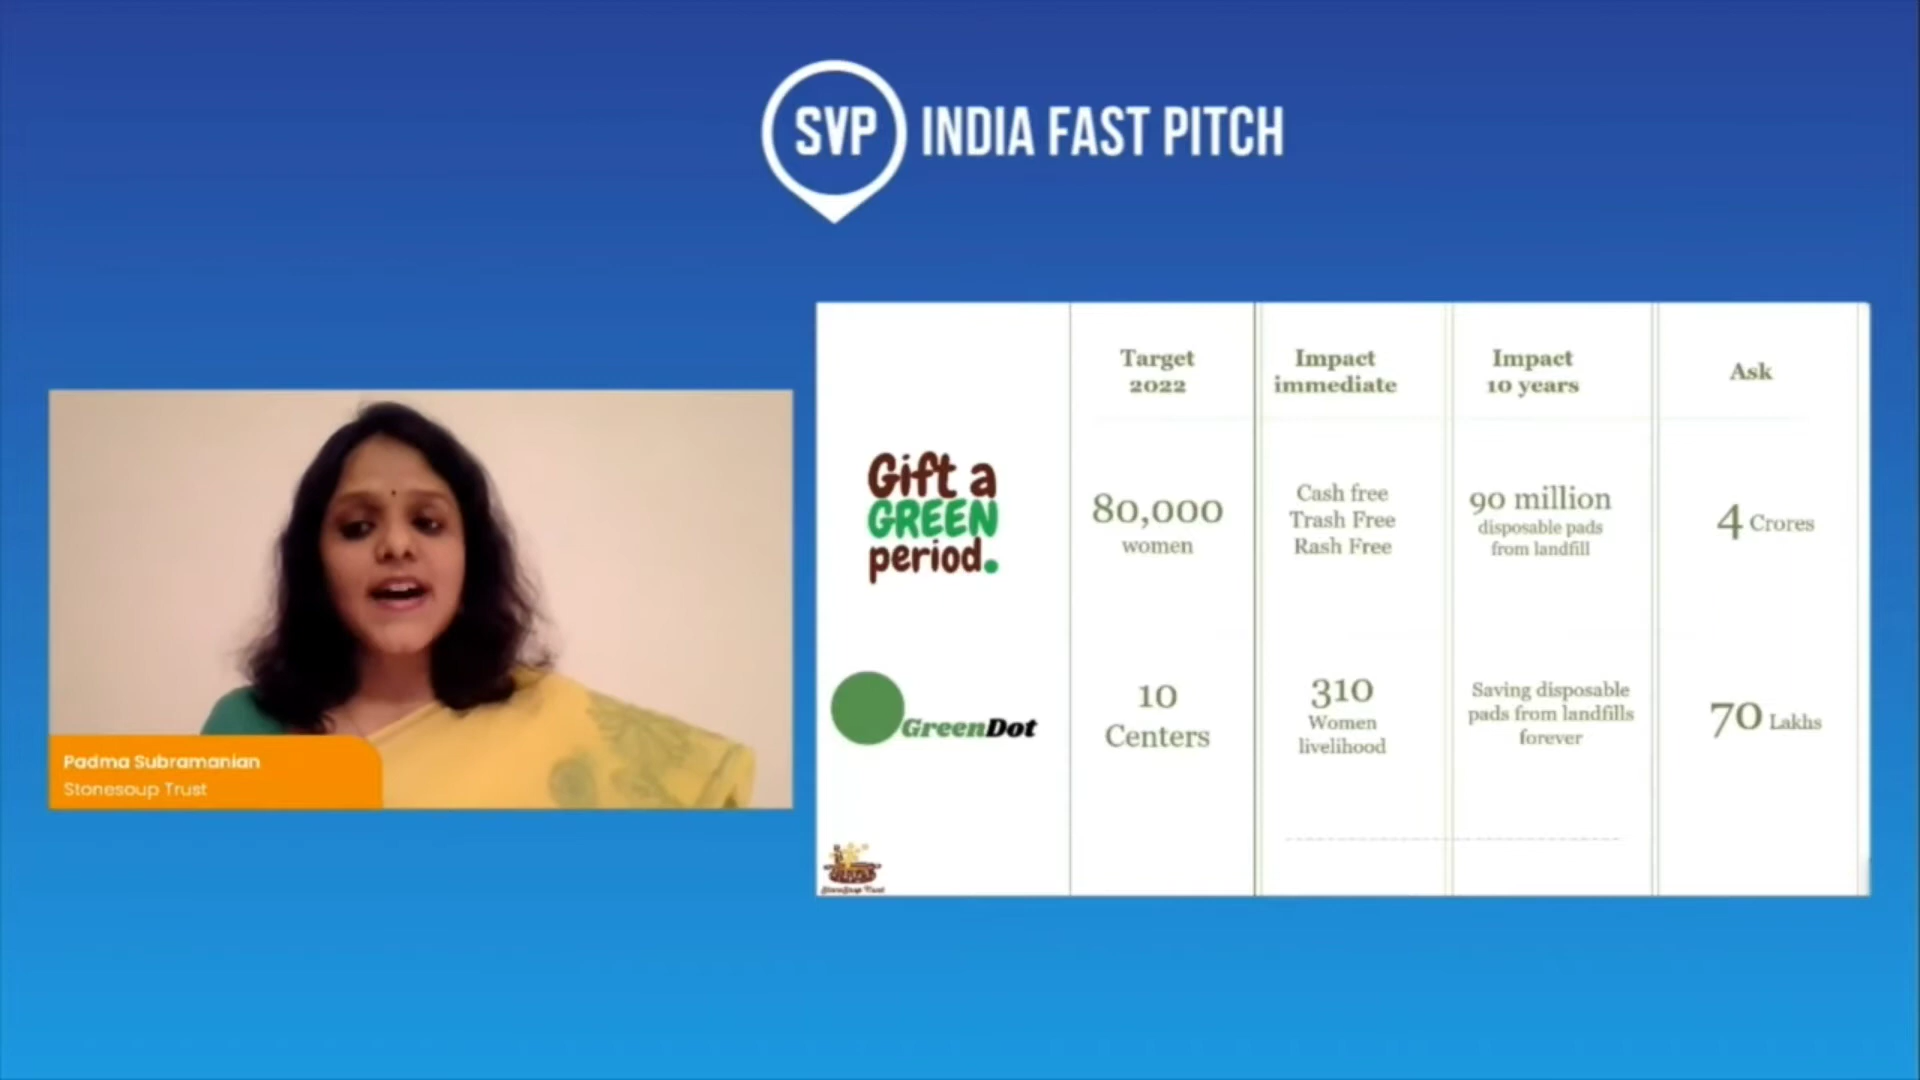 SVP INDIA FAST PITCH
Padma Subramanian
Stonesoup Trust
Target
2022
Impact
immediate
Impact
10 years
Ask
Gift a
GREEN
period.
80,000
women
Cash free
Trash Free
Rash Free
90 million
disposable pads
from landfill
4 Crores
GreenDot
10
Centers
310
Women
livelihood
Saving disposable
pads from landfills
forever
70 Lakhs
StoneSoup Trust